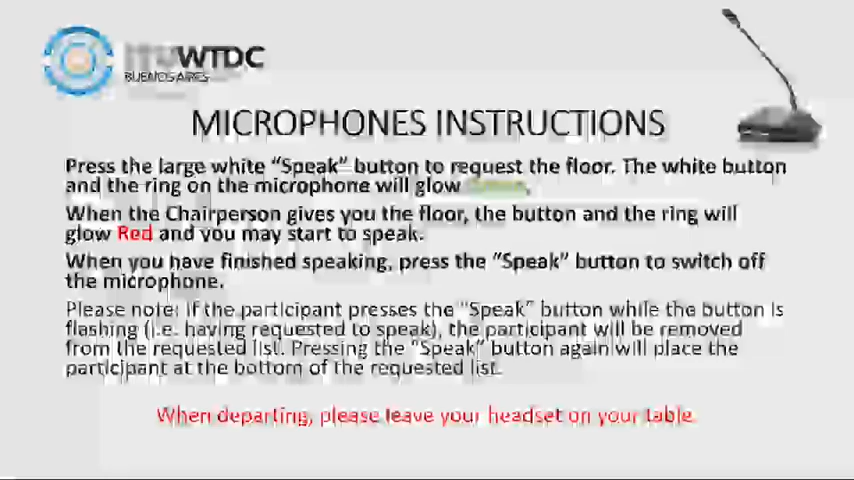 ITUWTDC
BUENOS AIRES
MICROPHONES INSTRUCTIONS
Press the large white “Speak” button to request the floor. The white button
and the ring on the microphone will glow
When the Chairperson gives you the floor, the button and the ring will
glow Red and you may start to speak.
When you have finished speaking, press the “Speak” button to switch off
the microphone.
Please note: If the participant presses the “Speak” button while the button is
flashing (i.e. having requested to speak), the participant will be removed
from the requested list. Pressing the “Speak” button again will place the
participant at the bottom of the requested list.
When departing, please leave your headset on your table.